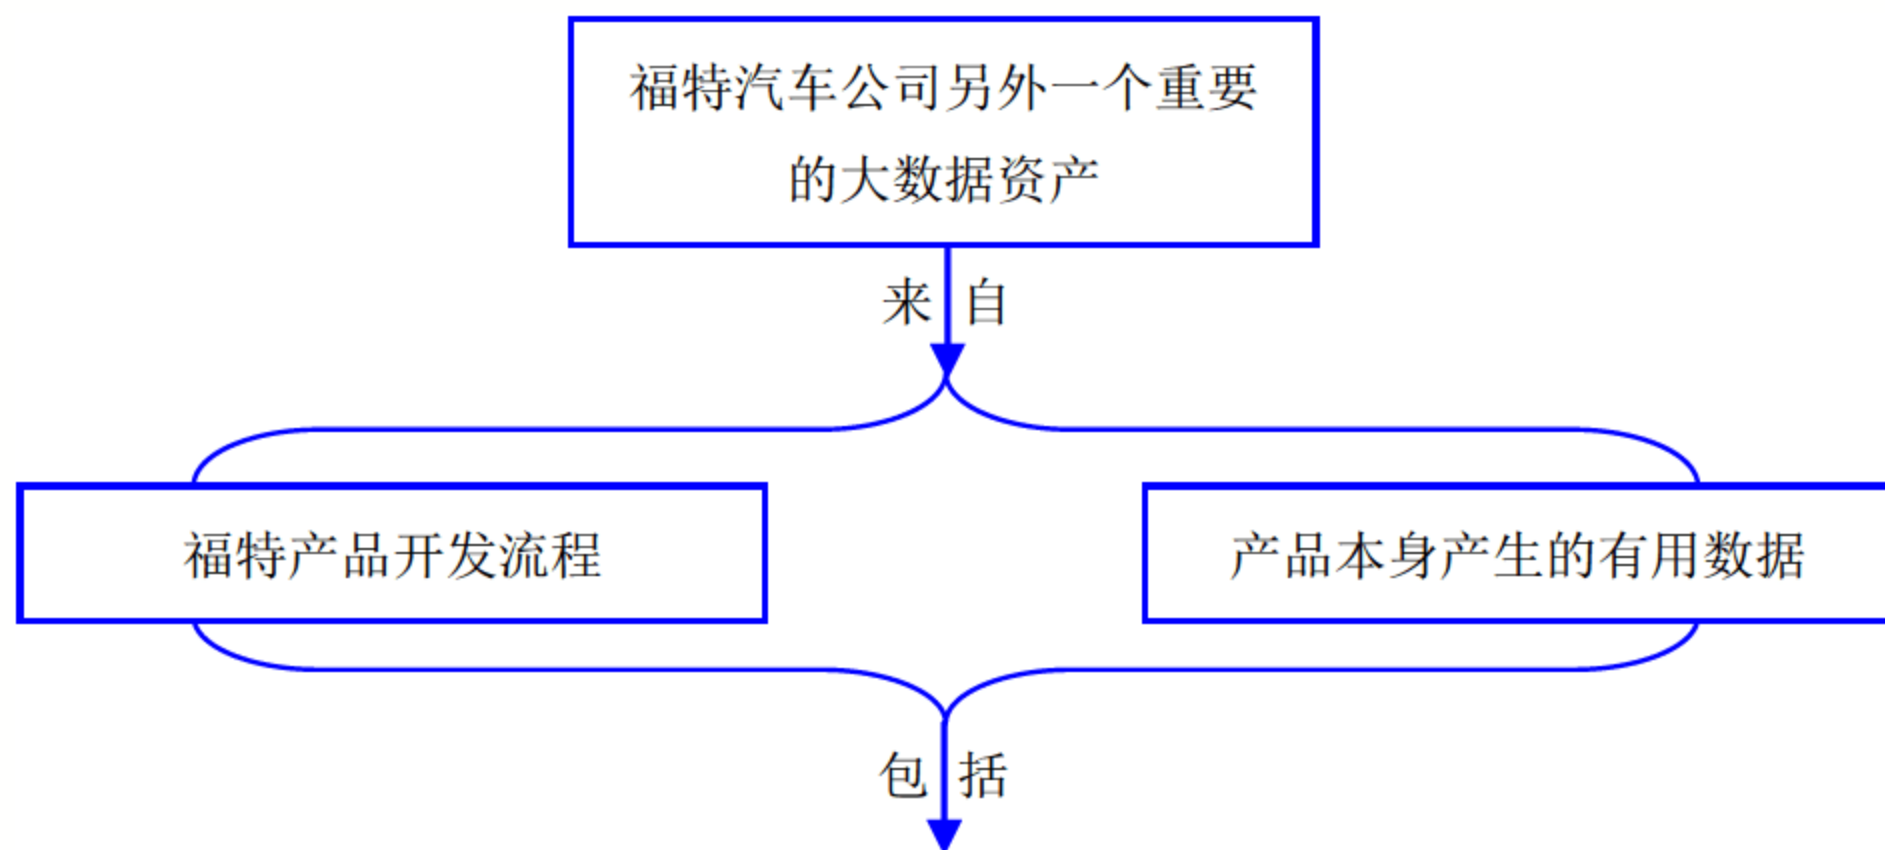 福特汽车公司另外一个重要
的大数据资产
来自
福特产品开发流程
产品本身产生的有用数据
包括